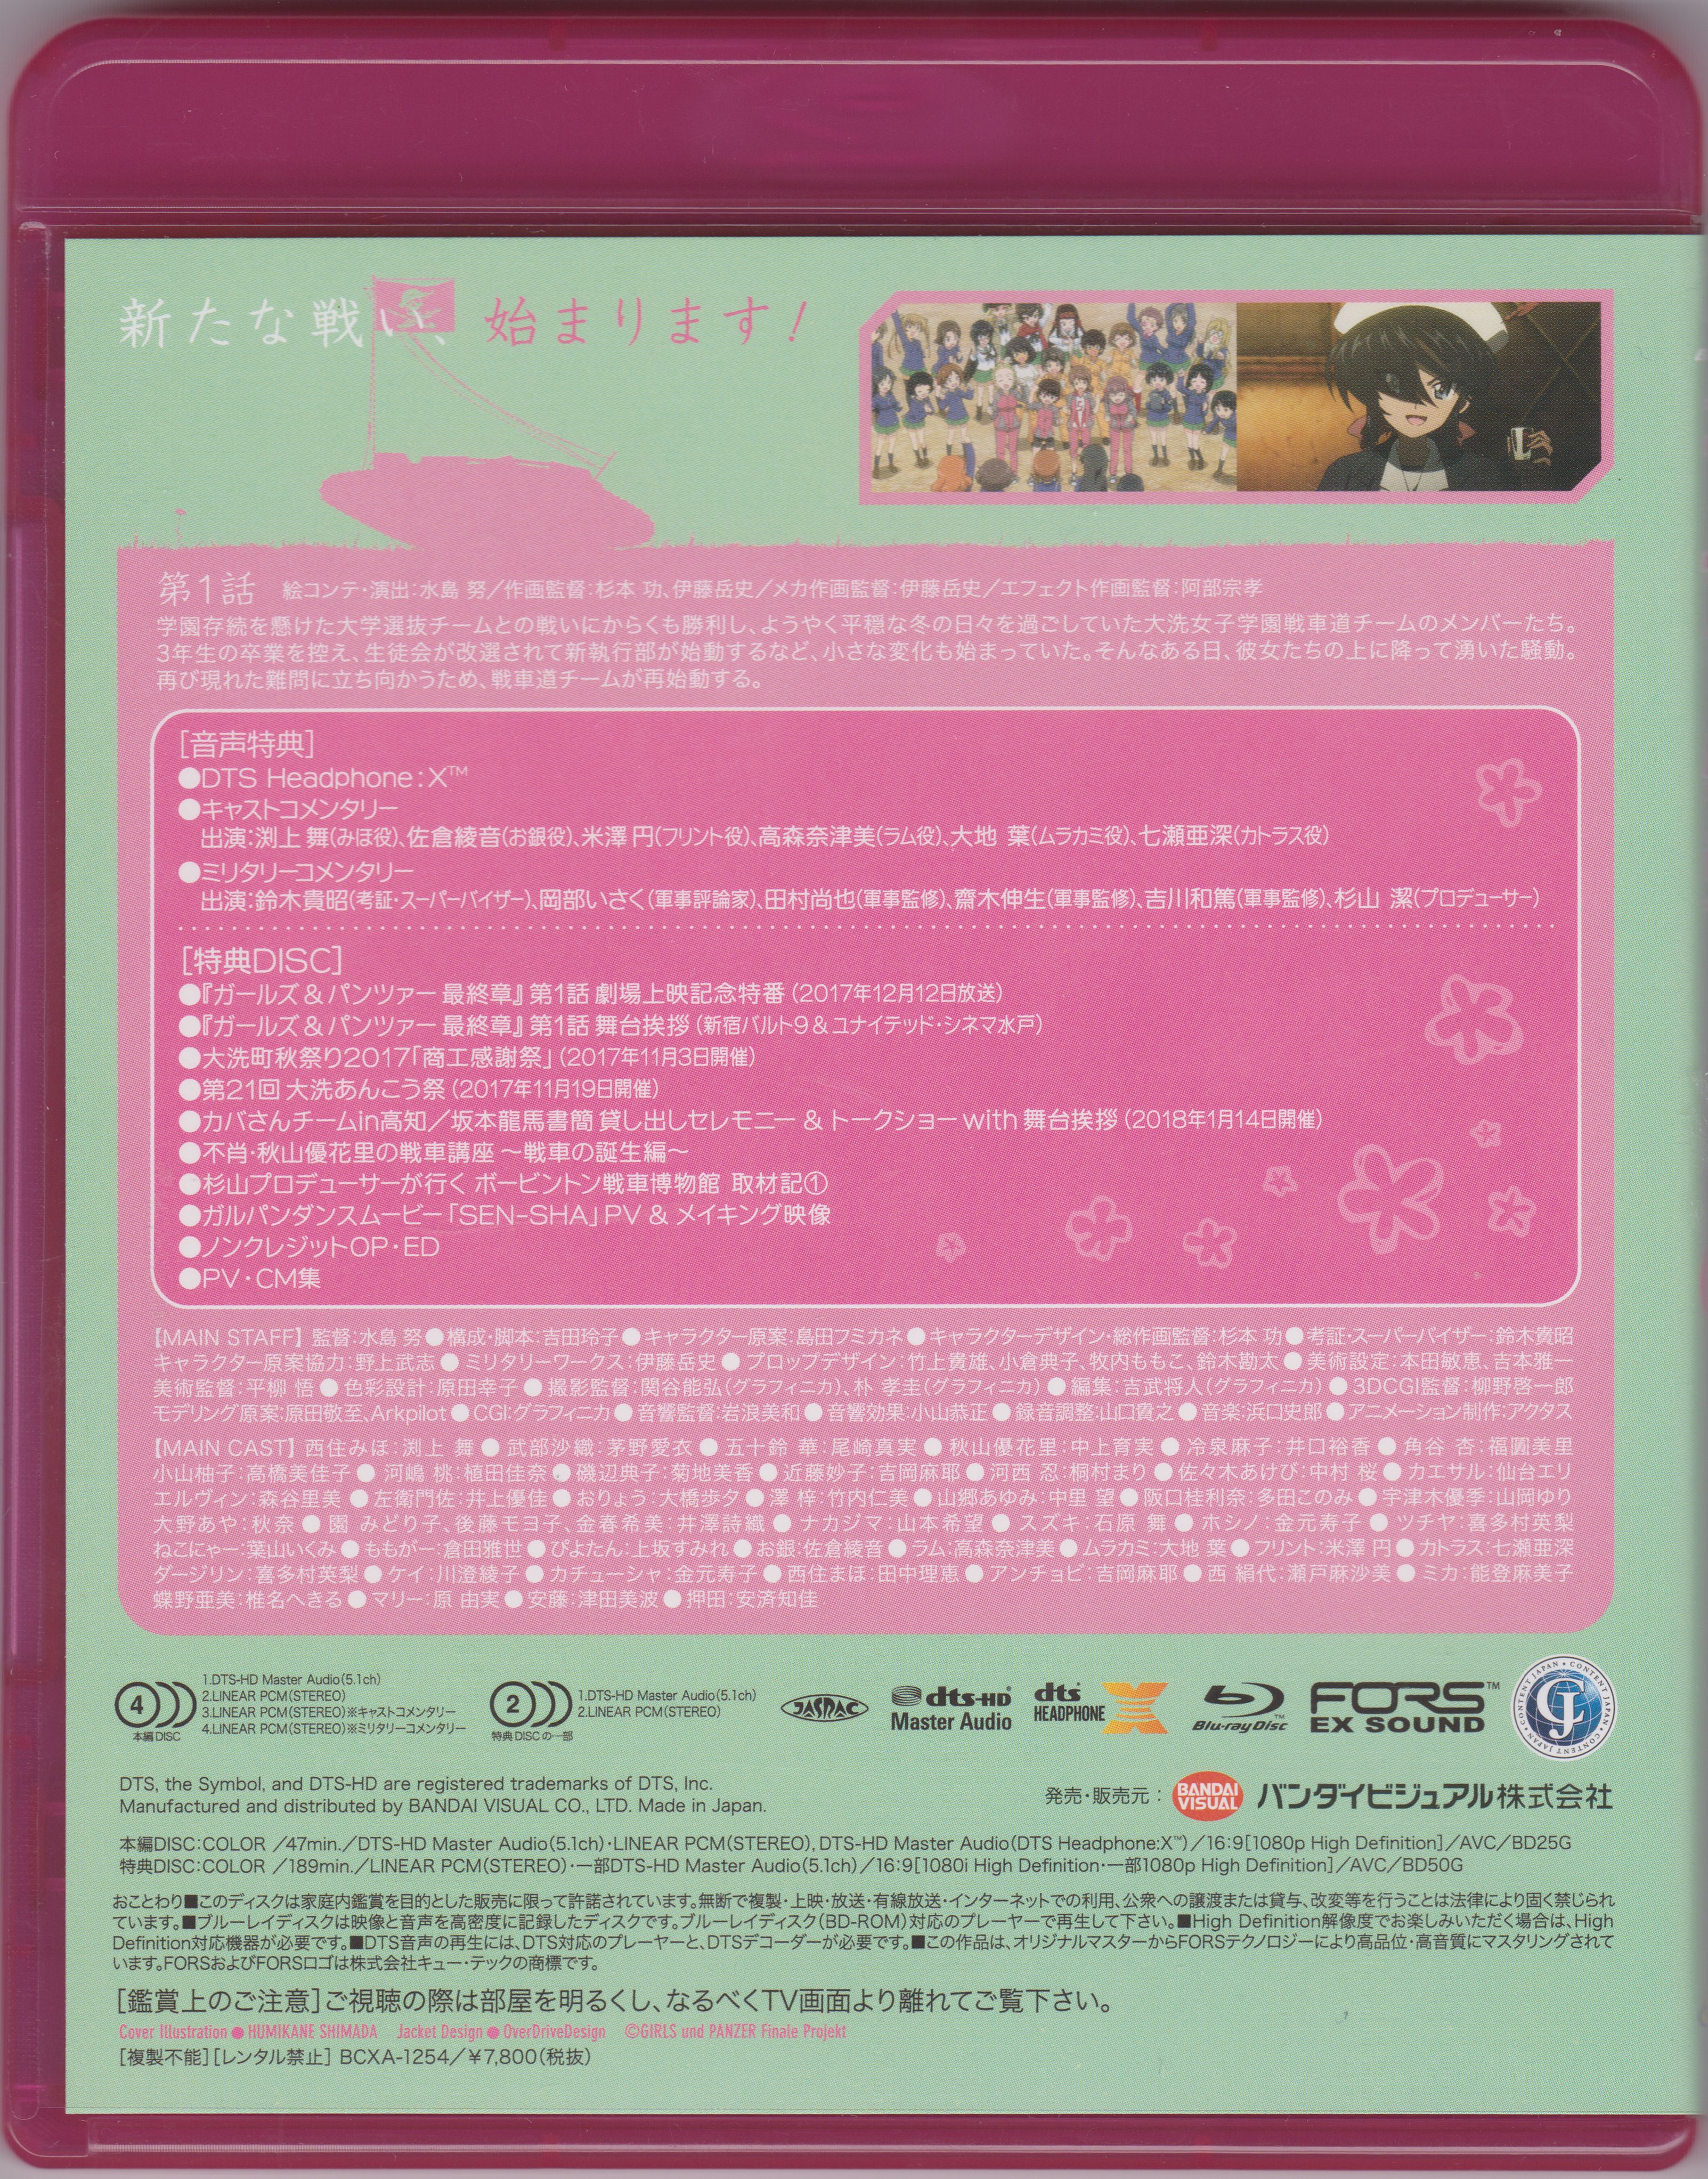 新たな戦い、始まります！
第1話 絵コンテ・演出：水島 努／作画監督：杉本 功、伊藤岳史／メカ作画監督：伊藤岳史／エフェクト作画監督：阿部宗孝
学園存続を懸けた大学選抜チームとの戦いにからくも勝利し、ようやく平穏な冬の日々を過ごしていた大洗女子学園戦車道チームのメンバーたち。
3年生の卒業を控え、生徒会が改選されて新執行部が始動するなど、小さな変化も始まっていた。そんなある日、彼女たちの上に降って湧いた騒動。
再び現れた難問に立ち向かうため、戦車道チームが再始動する。
[音声特典]
●DTS Headphone:X™
●キャストコメンタリー
出演：渕上 舞(みほ役)、佐倉綾音(お銀役)、米澤 円(フリント役)、高森奈津美(ラム役)、大地 葉(ムラカミ役)、七瀬亜深(カトラス役)
●ミリタリーコメンタリー
出演：鈴木貴昭(考証・スーパーバイザー)、岡部いさく(軍事評論家)、田村尚也(軍事監修)、齋木伸生(軍事監修)、吉川和篤(軍事監修)、杉山 潔(プロデューサー)
[特典DISC]
●『ガールズ＆パンツァー 最終章』第1話 劇場上映記念特番（2017年12月12日放送）
●『ガールズ＆パンツァー 最終章』第1話 舞台挨拶（新宿バルト9＆ユナイテッド・シネマ水戸）
●大洗町秋祭り2017「商工感謝祭」（2017年11月3日開催）
●第21回 大洗あんこう祭（2017年11月19日開催）
●カバさんチームin高知／坂本龍馬書簡 貸し出しセレモニー ＆ トークショー with 舞台挨拶（2018年1月14日開催）
●不肖・秋山優花里の戦車講座 〜戦車の誕生編〜
●杉山プロデューサーが行く ボービントン戦車博物館 取材記①
●ガルパンダンスムービー「SEN-SHA」PV ＆ メイキング映像
●ノンクレジットOP・ED
●PV・CM集
【MAIN STAFF】監督：水島 努●構成・脚本：吉田玲子●キャラクター原案：島田フミカネ●キャラクターデザイン・総作画監督：杉本 功●考証・スーパーバイザー：鈴木貴昭
キャラクター原案協力：野上武志●ミリタリーワークス：伊藤岳史●プロップデザイン：竹上貴雄、小倉典子、牧内ももこ、鈴木勘太●美術設定：本田敏恵、吉本雅一
美術監督：平柳 悟●色彩設計：原田幸子●撮影監督：関谷能弘（グラフィニカ）、朴 孝圭（グラフィニカ）●編集：吉武将人（グラフィニカ）●3DCGI監督：柳野啓一郎
モデリング原案：原田敬至、Arkpilot●CGI：グラフィニカ●音響監督：岩浪美和●音響効果：小山恭正●録音調整：山口貴之●音楽：浜口史郎●アニメーション制作：アクタス
【MAIN CAST】西住みほ：渕上 舞●武部沙織：茅野愛衣●五十鈴 華：尾崎真実●秋山優花里：中上育実●冷泉麻子：井口裕香●角谷 杏：福圓美里
小山柚子：高橋美佳子●河嶋 桃：植田佳奈●磯辺典子：菊地美香●近藤妙子：吉岡麻耶●河西 忍：桐村まり●佐々木あけび：中村 桜●カエサル：仙台エリ
エルヴィン：森谷里美●左衛門佐：井上優佳●おりょう：大橋歩夕●澤 梓：竹内仁美●山郷あゆみ：中里 望●阪口桂利奈：多田このみ●宇津木優季：山岡ゆり
大野あや：秋奈●園 みどり子、後藤モヨ子、金春希美：井澤詩織●ナカジマ：山本希望●スズキ：石原 舞●ホシノ：金元寿子●ツチヤ：喜多村英梨
ねこにゃー：葉山いくみ●ももがー：倉田雅世●ぴよたん：上坂すみれ●お銀：佐倉綾音●ラム：高森奈津美●ムラカミ：大地 葉●フリント：米澤 円●カトラス：七瀬亜深
ダージリン：喜多村英梨●ケイ：川澄綾子●カチューシャ：金元寿子●西住まほ：田中理恵●アンチョビ：吉岡麻耶●西 絹代：瀬戸麻沙美●ミカ：能登麻美子
蝶野亜美：椎名へきる●マリー：原 由実●安藤：津田美波●押田：安済知佳
4 本編DISC
1.DTS-HD Master Audio(5.1ch)
2.LINEAR PCM(STEREO)
3.LINEAR PCM(STEREO)※キャストコメンタリー
4.LINEAR PCM(STEREO)※ミリタリーコメンタリー
2 特典DISCの一部
1.DTS-HD Master Audio(5.1ch)
2.LINEAR PCM(STEREO)
JASRAC
dts-HD Master Audio
dts HEADPHONE X
Blu-ray Disc™
FORS™ EX SOUND
CONTENT JAPAN・CONTENT JAPAN・CONTENT JAPAN CJ
DTS, the Symbol, and DTS-HD are registered trademarks of DTS, Inc.
Manufactured and distributed by BANDAI VISUAL CO., LTD. Made in Japan.
発売・販売元：BANDAI VISUAL バンダイビジュアル株式会社
本編DISC：COLOR／47min.／DTS-HD Master Audio(5.1ch)・LINEAR PCM(STEREO), DTS-HD Master Audio(DTS Headphone:X™)／16:9[1080p High Definition]／AVC／BD25G
特典DISC：COLOR／189min.／LINEAR PCM(STEREO)・一部DTS-HD Master Audio(5.1ch)／16:9[1080i High Definition・一部1080p High Definition]／AVC／BD50G
おことわり■このディスクは家庭内鑑賞を目的とした販売に限って許諾されています。無断で複製・上映・放送・有線放送・インターネットでの利用、公衆への譲渡または貸与、改変等を行うことは法律により固く禁じられ
ています。■ブルーレイディスクは映像と音声を高密度に記録したディスクです。ブルーレイディスク(BD-ROM)対応のプレーヤーで再生して下さい。■High Definition解像度でお楽しみいただく場合は、High
Definition対応機器が必要です。■DTS音声の再生には、DTS対応のプレーヤーと、DTSデコーダーが必要です。■この作品は、オリジナルマスターからFORSテクノロジーにより高品位・高音質にマスタリングされて
います。FORSおよびFORSロゴは株式会社キュー・テックの商標です。
[鑑賞上のご注意]ご視聴の際は部屋を明るくし、なるべくTV画面より離れてご覧下さい。
Cover Illustration●HUMIKANE SHIMADA Jacket Design●OverDriveDesign ©GIRLS und PANZER Finale Projekt
[複製不能][レンタル禁止] BCXA-1254／¥7,800(税抜)